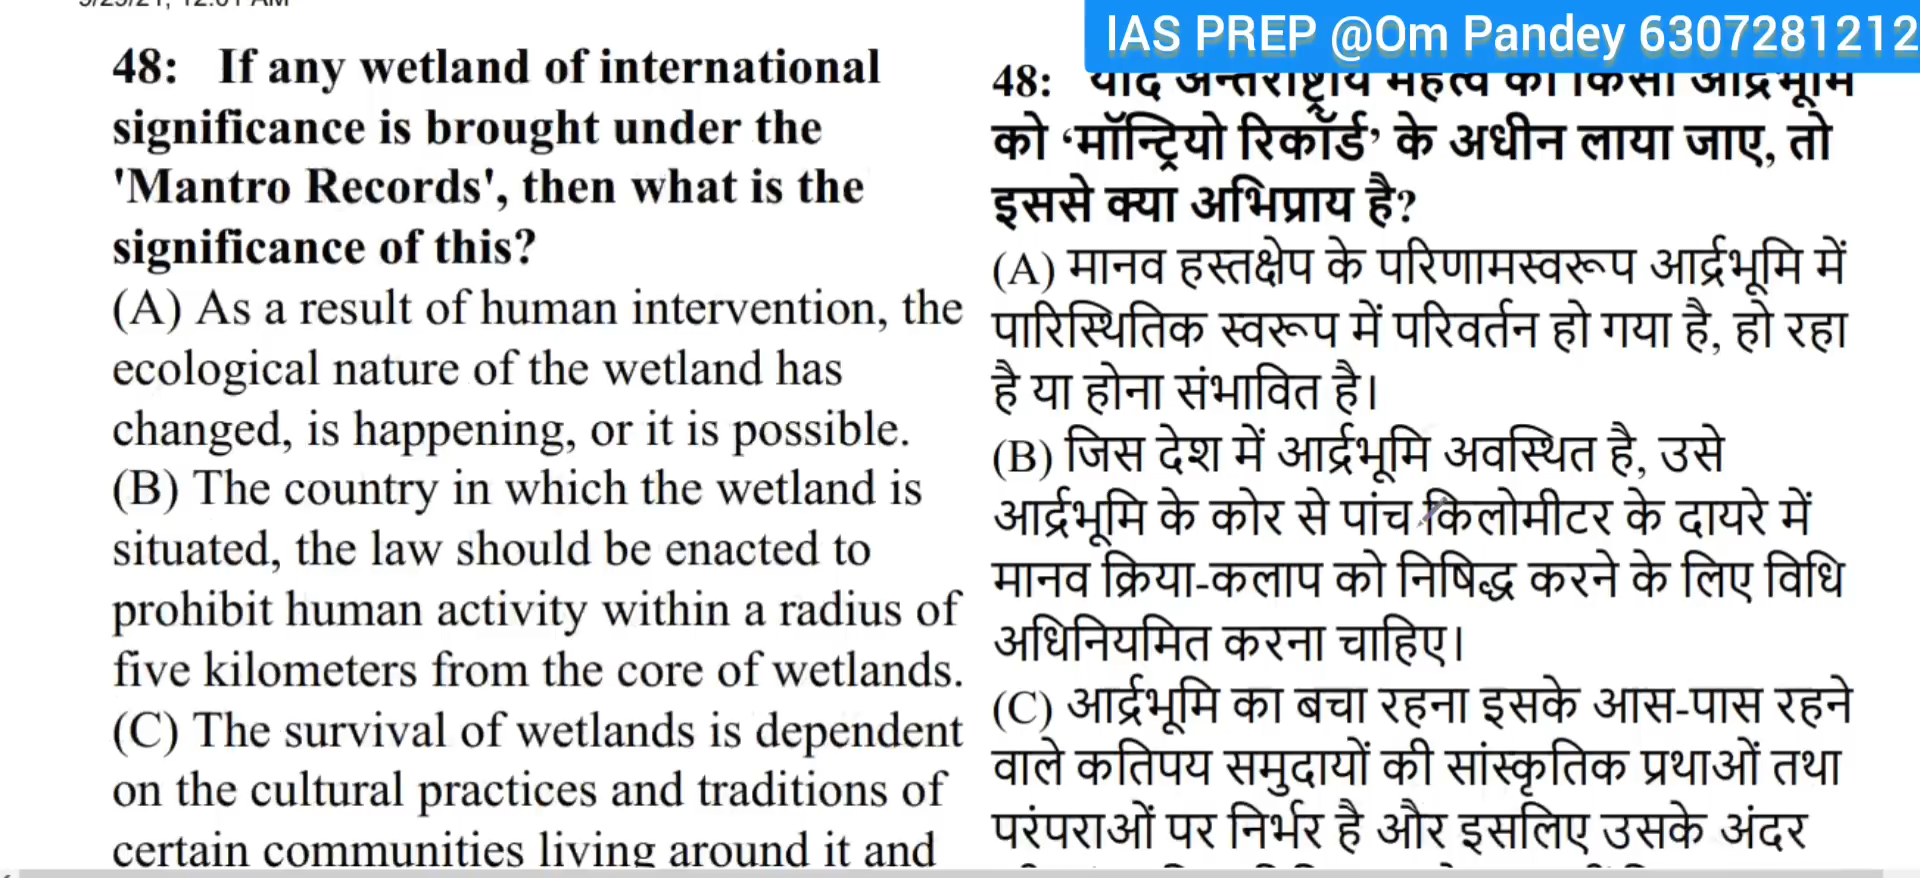 IAS PREP @Om Pandey 6307281212
48: If any wetland of international
significance is brought under the
'Mantro Records', then what is the
significance of this?
(A) As a result of human intervention, the
ecological nature of the wetland has
changed, is happening, or it is possible.
(B) The country in which the wetland is
situated, the law should be enacted to
prohibit human activity within a radius of
five kilometers from the core of wetlands.
(C) The survival of wetlands is dependent
on the cultural practices and traditions of
certain communities living around it and
48: यदि अन्तर्राष्ट्रीय महत्व की किसी आर्द्रभूमि
को ‘मॉन्ट्रियो रिकॉर्ड’ के अधीन लाया जाए, तो
इससे क्या अभिप्राय है?
(A) मानव हस्तक्षेप के परिणामस्वरूप आर्द्रभूमि में
पारिस्थितिक स्वरूप में परिवर्तन हो गया है, हो रहा
है या होना संभावित है।
(B) जिस देश में आर्द्रभूमि अवस्थित है, उसे
आर्द्रभूमि के कोर से पांच किलोमीटर के दायरे में
मानव क्रिया-कलाप को निषिद्ध करने के लिए विधि
अधिनियमित करना चाहिए।
(C) आर्द्रभूमि का बचा रहना इसके आस-पास रहने
वाले कतिपय समुदायों की सांस्कृतिक प्रथाओं तथा
परंपराओं पर निर्भर है और इसलिए उसके अंदर